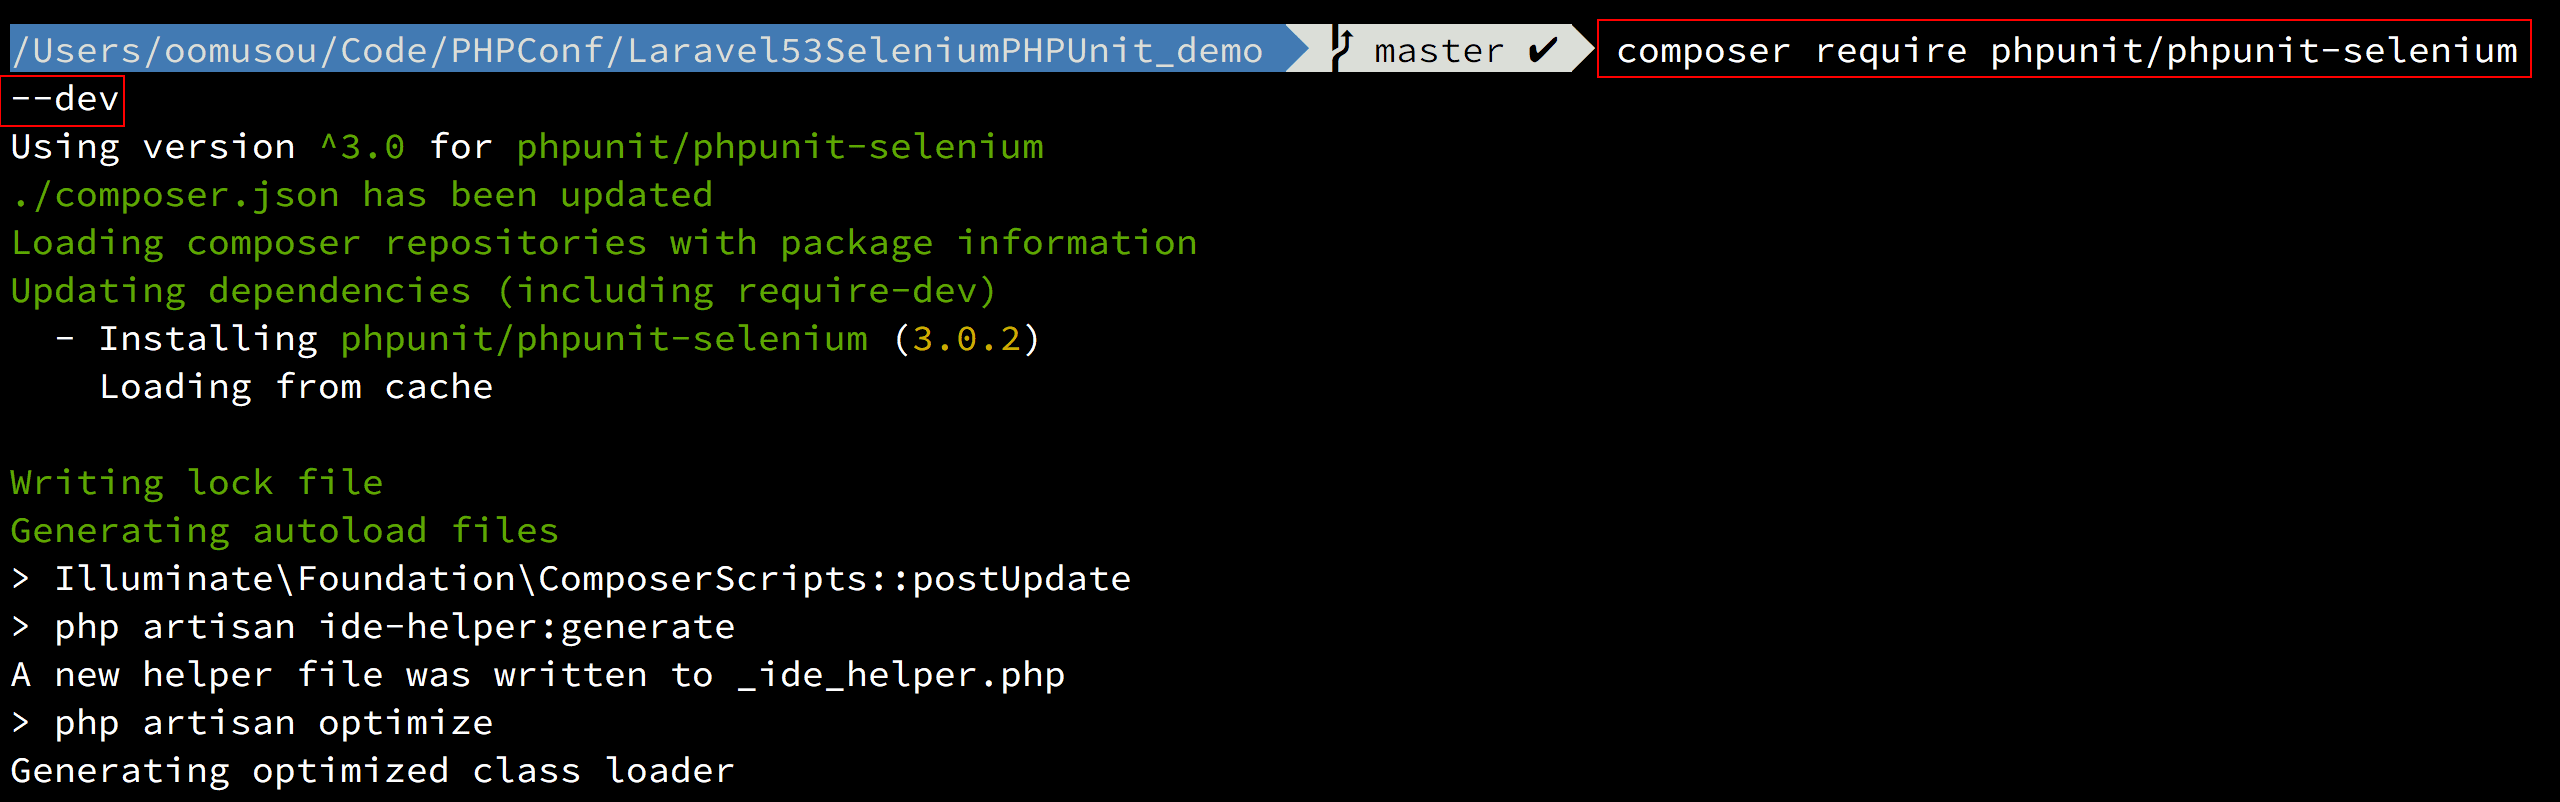 /Users/oomusou/Code/PHPConf/Laravel53SeleniumPHPUnit_demo master ✔ composer require phpunit/phpunit-selenium
--dev
Using version ^3.0 for phpunit/phpunit-selenium
./composer.json has been updated
Loading composer repositories with package information
Updating dependencies (including require-dev)
- Installing phpunit/phpunit-selenium (3.0.2)
Loading from cache
Writing lock file
Generating autoload files
> Illuminate\Foundation\ComposerScripts::postUpdate
> php artisan ide-helper:generate
A new helper file was written to _ide_helper.php
> php artisan optimize
Generating optimized class loader